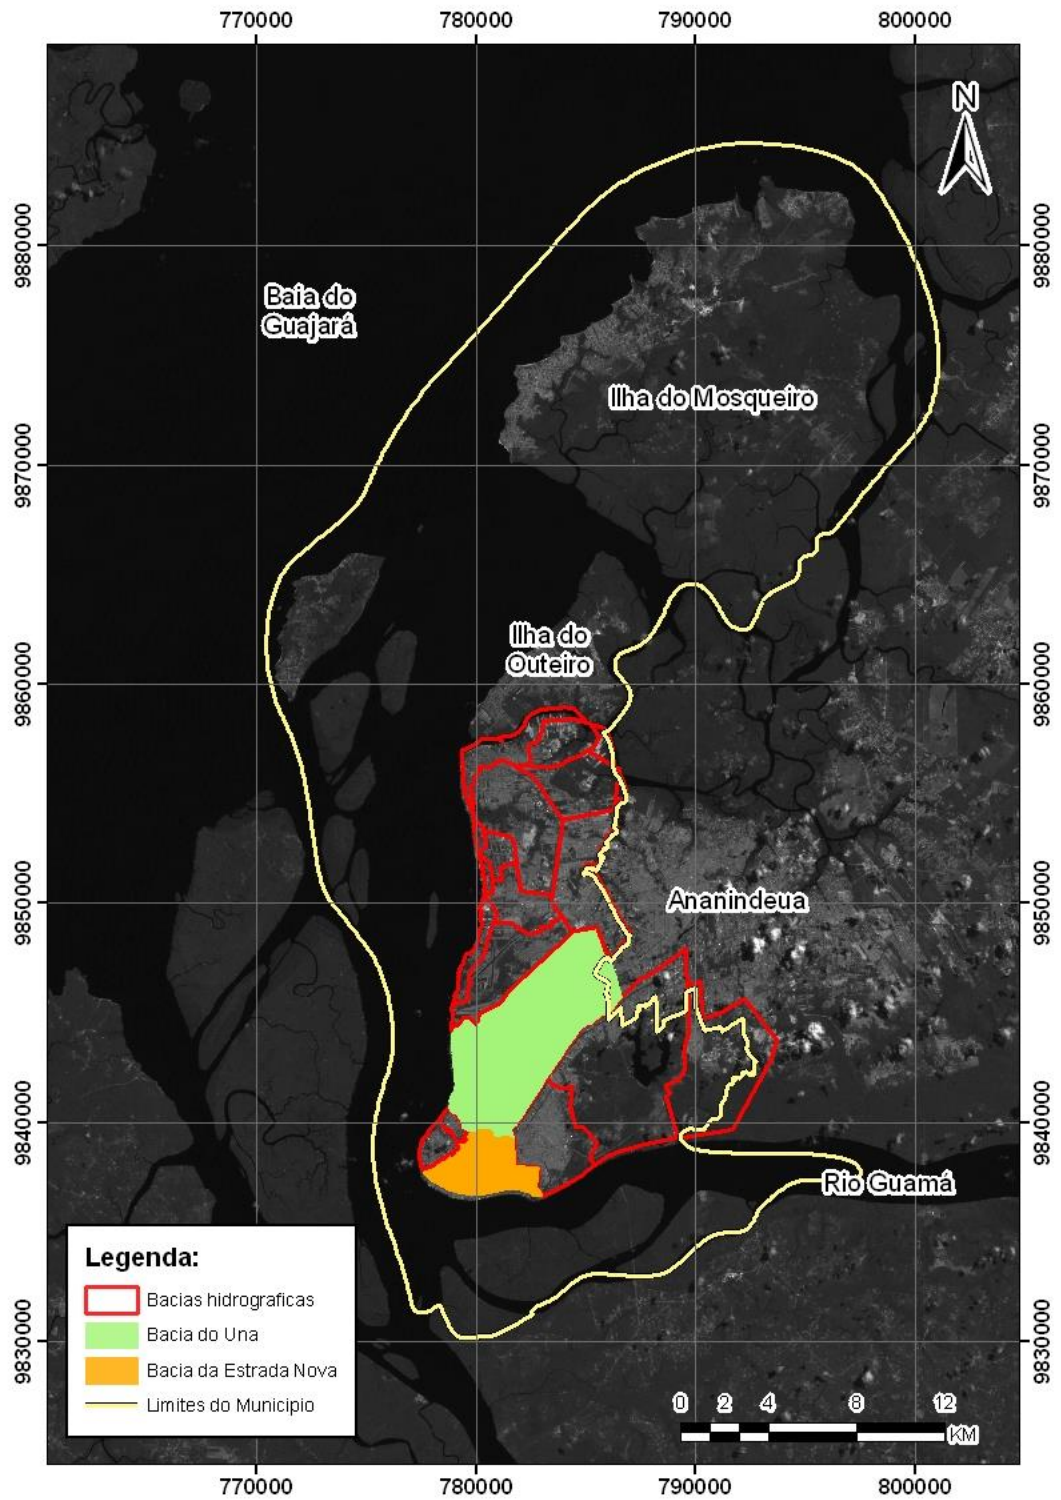 770000 780000 790000 800000
N
9880000 9880000
Baia do
Guajará
Ilha do Mosqueiro
9870000 9870000
Ilha do
Outeiro
9860000 9860000
Ananindeua
9850000 9850000
9840000 9840000
Rio Guamá
Legenda:
Bacias hidrograficas
Bacia do Una
Bacia da Estrada Nova
Limites do Municipio
9830000 9830000
0 2 4 8 12
KM
770000 780000 790000 800000